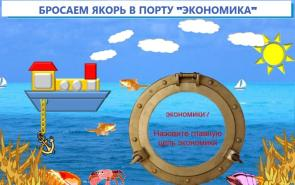 БРОСАЕМ ЯКОРЬ В ПОРТУ "ЭКОНОМИКА"
ЭКОНОМИКИ /
Назовите главную
цель экономики